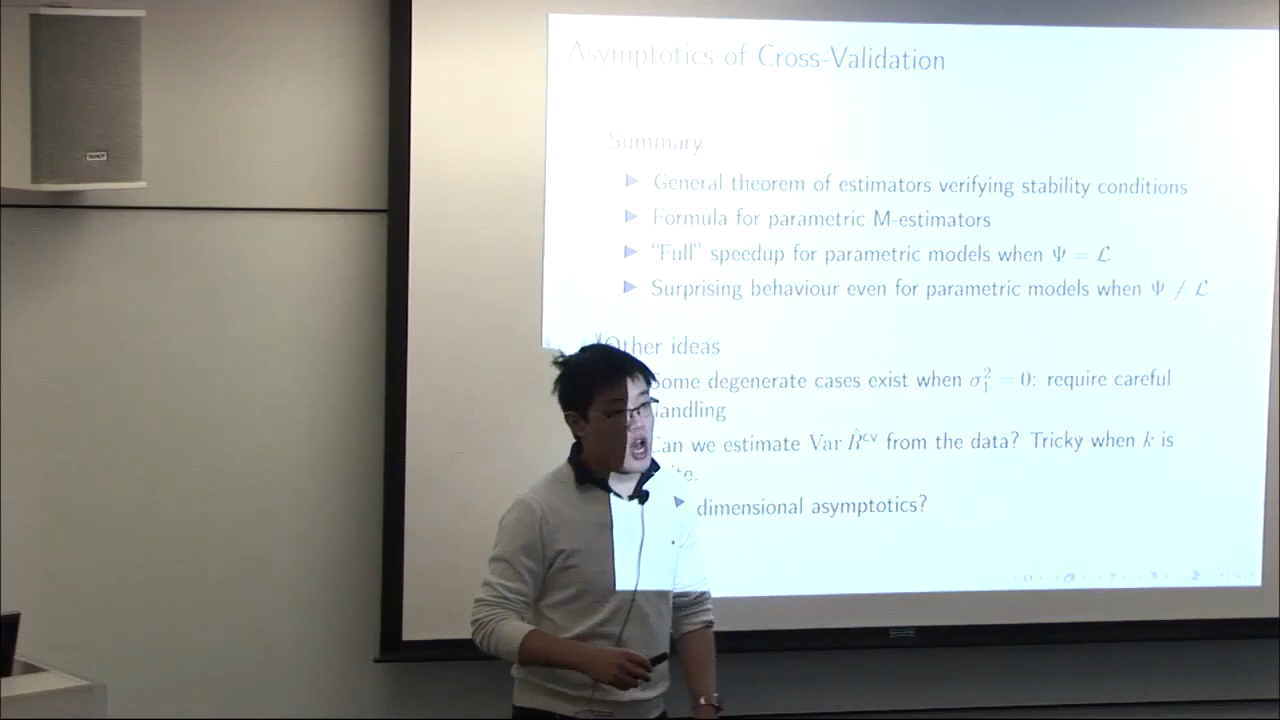 Asymptotics of Cross-Validation
Summary
General theorem of estimators verifying stability conditions
Formula for parametric M-estimators
"Full" speedup for parametric models when Ψ = ℒ
Surprising behaviour even for parametric models when Ψ / ℒ
Other ideas
Some degenerate cases exist when σ₁² = 0: require careful
handling
Can we estimate Var R̂ᶜᵛ from the data? Tricky when k is
dimensional asymptotics?